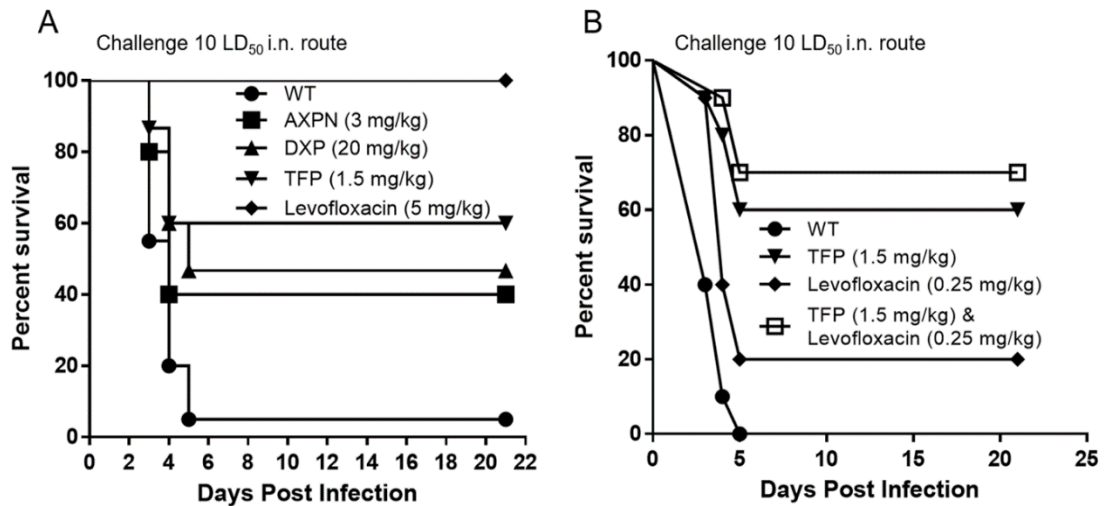 A
Challenge 10 LD50 i.n. route
Percent survival
100
80
60
40
20
0
WT
AXPN (3 mg/kg)
DXP (20 mg/kg)
TFP (1.5 mg/kg)
Levofloxacin (5 mg/kg)
0 2 4 6 8 10 12 14 16 18 20 22
Days Post Infection
B
Challenge 10 LD50 i.n. route
Percent survival
100
80
60
40
20
0
WT
TFP (1.5 mg/kg)
Levofloxacin (0.25 mg/kg)
TFP (1.5 mg/kg) &
Levofloxacin (0.25 mg/kg)
0 5 10 15 20 25
Days Post Infection